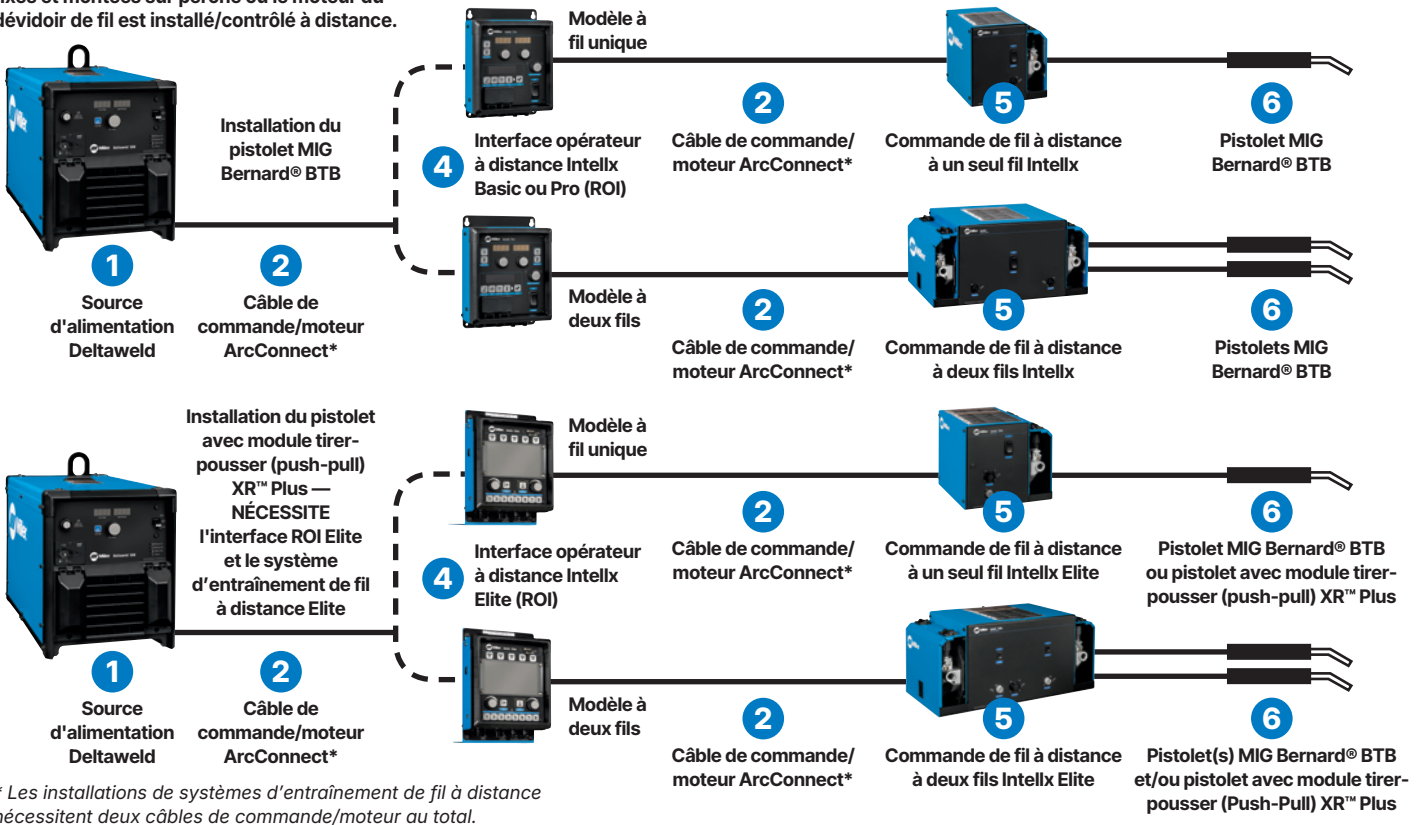 dévidoir de fil est installé/contrôlé à distance.
Installation du
pistolet MIG
Bernard® BTB
1
Source
d'alimentation
Deltaweld
2
Câble de
commande/moteur
ArcConnect*
4
Interface opérateur
à distance Intellx
Basic ou Pro (ROI)
Modèle à
fil unique
2
Câble de commande/
moteur ArcConnect*
5
Commande de fil à distance
à un seul fil Intellx
6
Pistolet MIG
Bernard® BTB
Modèle à
deux fils
2
Câble de commande/
moteur ArcConnect*
5
Commande de fil à distance
à deux fils Intellx
6
Pistolets MIG
Bernard® BTB
Installation du pistolet
avec module tirer-
pousser (push-pull)
XR™ Plus —
NÉCESSITE
l'interface ROI Elite
et le système
d’entraînement de fil
à distance Elite
1
Source
d'alimentation
Deltaweld
2
Câble de
commande/moteur
ArcConnect*
4
Interface opérateur
à distance Intellx
Elite (ROI)
Modèle à
fil unique
2
Câble de commande/
moteur ArcConnect*
5
Commande de fil à distance
à un seul fil Intellx Elite
6
Pistolet MIG Bernard® BTB
ou pistolet avec module tirer-
pousser (push-pull) XR™ Plus
Modèle à
deux fils
2
Câble de commande/
moteur ArcConnect*
5
Commande de fil à distance
à deux fils Intellx Elite
6
Pistolet(s) MIG Bernard® BTB
et/ou pistolet avec module tirer-
pousser (Push-Pull) XR™ Plus
* Les installations de systèmes d’entraînement de fil à distance
nécessitent deux câbles de commande/moteur au total.
Miller
Miller